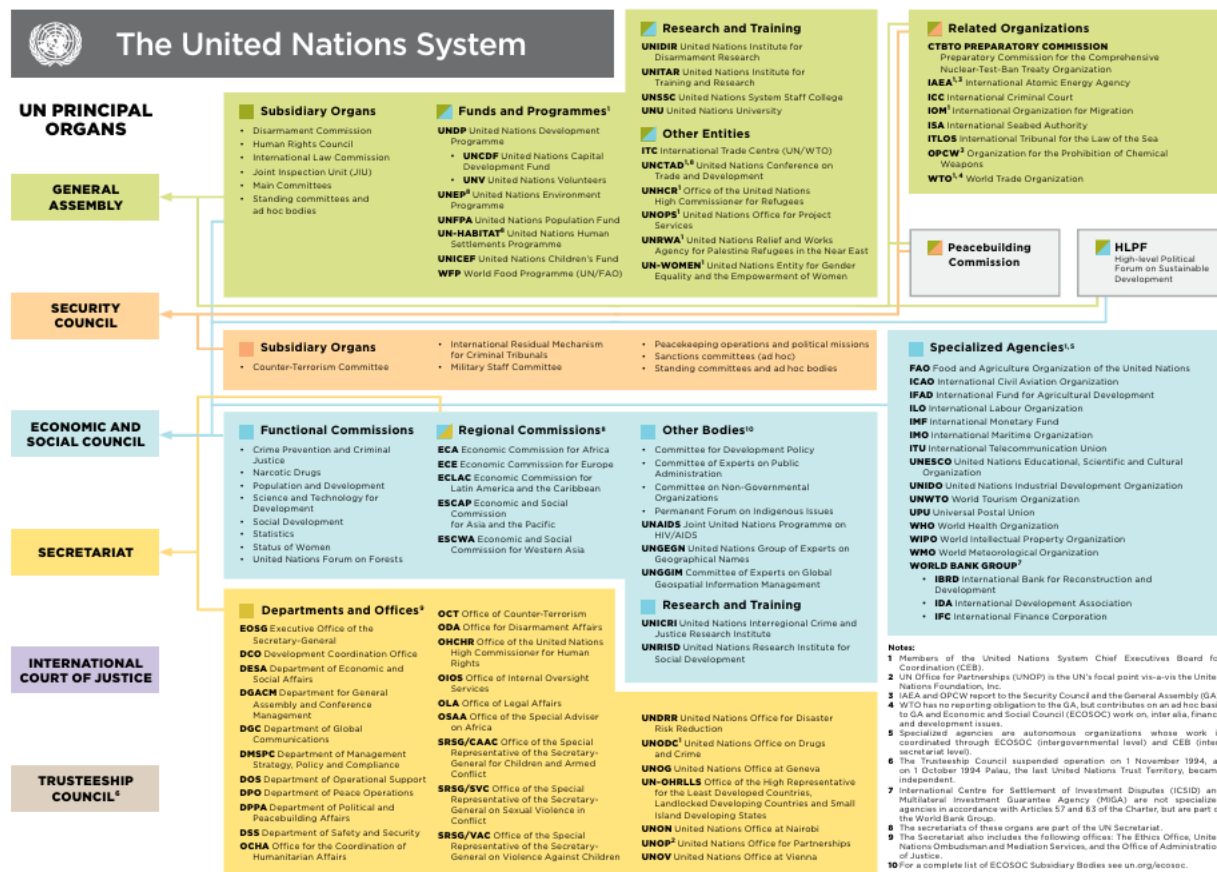 The United Nations System
UN PRINCIPAL
ORGANS
GENERAL
ASSEMBLY
SECURITY
COUNCIL
ECONOMIC AND
SOCIAL COUNCIL
SECRETARIAT
INTERNATIONAL
COURT OF JUSTICE
TRUSTEESHIP
COUNCIL⁶
Subsidiary Organs
• Disarmament Commission
• Human Rights Council
• International Law Commission
• Joint Inspection Unit (JIU)
• Main Committees
• Standing committees and
ad hoc bodies
Funds and Programmes¹
UNDP United Nations Development
Programme
• UNCDF United Nations Capital
Development Fund
• UNV United Nations Volunteers
UNEP⁸ United Nations Environment
Programme
UNFPA United Nations Population Fund
UN-HABITAT⁸ United Nations Human
Settlements Programme
UNICEF United Nations Children's Fund
WFP World Food Programme (UN/FAO)
Research and Training
UNIDIR United Nations Institute for
Disarmament Research
UNITAR United Nations Institute for
Training and Research
UNSSC United Nations System Staff College
UNU United Nations University
Other Entities
ITC International Trade Centre (UN/WTO)
UNCTAD¹,⁸ United Nations Conference on
Trade and Development
UNHCR¹ Office of the United Nations
High Commissioner for Refugees
UNOPS¹ United Nations Office for Project
Services
UNRWA¹ United Nations Relief and Works
Agency for Palestine Refugees in the Near East
UN-WOMEN¹ United Nations Entity for Gender
Equality and the Empowerment of Women
Related Organizations
CTBTO PREPARATORY COMMISSION
Preparatory Commission for the Comprehensive
Nuclear-Test-Ban Treaty Organization
IAEA¹,³ International Atomic Energy Agency
ICC International Criminal Court
IOM¹ International Organization for Migration
ISA International Seabed Authority
ITLOS International Tribunal for the Law of the Sea
OPCW³ Organization for the Prohibition of Chemical
Weapons
WTO¹,⁴ World Trade Organization
Peacebuilding
Commission
HLPF
High-level Political
Forum on Sustainable
Development
Subsidiary Organs
• Counter-Terrorism Committee
• International Residual Mechanism
for Criminal Tribunals
• Military Staff Committee
• Peacekeeping operations and political missions
• Sanctions committees (ad hoc)
• Standing committees and ad hoc bodies
Functional Commissions
• Crime Prevention and Criminal
Justice
• Narcotic Drugs
• Population and Development
• Science and Technology for
Development
• Social Development
• Statistics
• Status of Women
• United Nations Forum on Forests
Regional Commissions⁸
ECA Economic Commission for Africa
ECE Economic Commission for Europe
ECLAC Economic Commission for
Latin America and the Caribbean
ESCAP Economic and Social
Commission
for Asia and the Pacific
ESCWA Economic and Social
Commission for Western Asia
Other Bodies¹⁰
• Committee for Development Policy
• Committee of Experts on Public
Administration
• Committee on Non-Governmental
Organizations
• Permanent Forum on Indigenous Issues
UNAIDS Joint United Nations Programme on
HIV/AIDS
UNGEGN United Nations Group of Experts on
Geographical Names
UNGGIM Committee of Experts on Global
Geospatial Information Management
Research and Training
UNICRI United Nations Interregional Crime and
Justice Research Institute
UNRISD United Nations Research Institute for
Social Development
Specialized Agencies¹,⁵
FAO Food and Agriculture Organization of the United Nations
ICAO International Civil Aviation Organization
IFAD International Fund for Agricultural Development
ILO International Labour Organization
IMF International Monetary Fund
IMO International Maritime Organization
ITU International Telecommunication Union
UNESCO United Nations Educational, Scientific and Cultural
Organization
UNIDO United Nations Industrial Development Organization
UNWTO World Tourism Organization
UPU Universal Postal Union
WHO World Health Organization
WIPO World Intellectual Property Organization
WMO World Meteorological Organization
WORLD BANK GROUP⁷
• IBRD International Bank for Reconstruction and
Development
• IDA International Development Association
• IFC International Finance Corporation
Departments and Offices⁹
EOSG Executive Office of the
Secretary-General
DCO Development Coordination Office
DESA Department of Economic and
Social Affairs
DGACM Department for General
Assembly and Conference
Management
DGC Department of Global
Communications
DMSPC Department of Management
Strategy, Policy and Compliance
DOS Department of Operational Support
DPO Department of Peace Operations
DPPA Department of Political and
Peacebuilding Affairs
DSS Department of Safety and Security
OCHA Office for the Coordination of
Humanitarian Affairs
OCT Office of Counter-Terrorism
ODA Office for Disarmament Affairs
OHCHR Office of the United Nations
High Commissioner for Human
Rights
OIOS Office of Internal Oversight
Services
OLA Office of Legal Affairs
OSAA Office of the Special Adviser
on Africa
SRSG/CAAC Office of the Special
Representative of the Secretary-
General for Children and Armed
Conflict
SRSG/SVC Office of the Special
Representative of the Secretary-
General on Sexual Violence in
Conflict
SRSG/VAC Office of the Special
Representative of the Secretary-
General on Violence Against Children
UNDRR United Nations Office for Disaster
Risk Reduction
UNODC¹ United Nations Office on Drugs
and Crime
UNOG United Nations Office at Geneva
UN-OHRLLS Office of the High Representative
for the Least Developed Countries,
Landlocked Developing Countries and Small
Island Developing States
UNON United Nations Office at Nairobi
UNOP² United Nations Office for Partnerships
UNOV United Nations Office at Vienna
Notes:
1 Members of the United Nations System Chief Executives Board fo
Coordination (CEB).
2 UN Office for Partnerships (UNOP) is the UN's focal point vis-a-vis the Unite
Nations Foundation, Inc.
3 IAEA and OPCW report to the Security Council and the General Assembly (GA
4 WTO has no reporting obligation to the GA, but contributes on an ad hoc basi
to GA and Economic and Social Council (ECOSOC) work on, inter alia, financ
and development issues.
5 Specialized agencies are autonomous organizations whose work i
coordinated through ECOSOC (intergovernmental level) and CEB (inter
secretariat level).
6 The Trusteeship Council suspended operation on 1 November 1994, a
on 1 October 1994 Palau, the last United Nations Trust Territory, becam
independent.
7 International Centre for Settlement of Investment Disputes (ICSID) an
Multilateral Investment Guarantee Agency (MIGA) are not specialize
agencies in accordance with Articles 57 and 63 of the Charter, but are part o
the World Bank Group.
8 The secretariats of these organs are part of the UN Secretariat.
9 The Secretariat also includes the following offices: The Ethics Office, Unite
Nations Ombudsman and Mediation Services, and the Office of Administratio
of Justice.
10 For a complete list of ECOSOC Subsidiary Bodies see un.org/ecosoc.